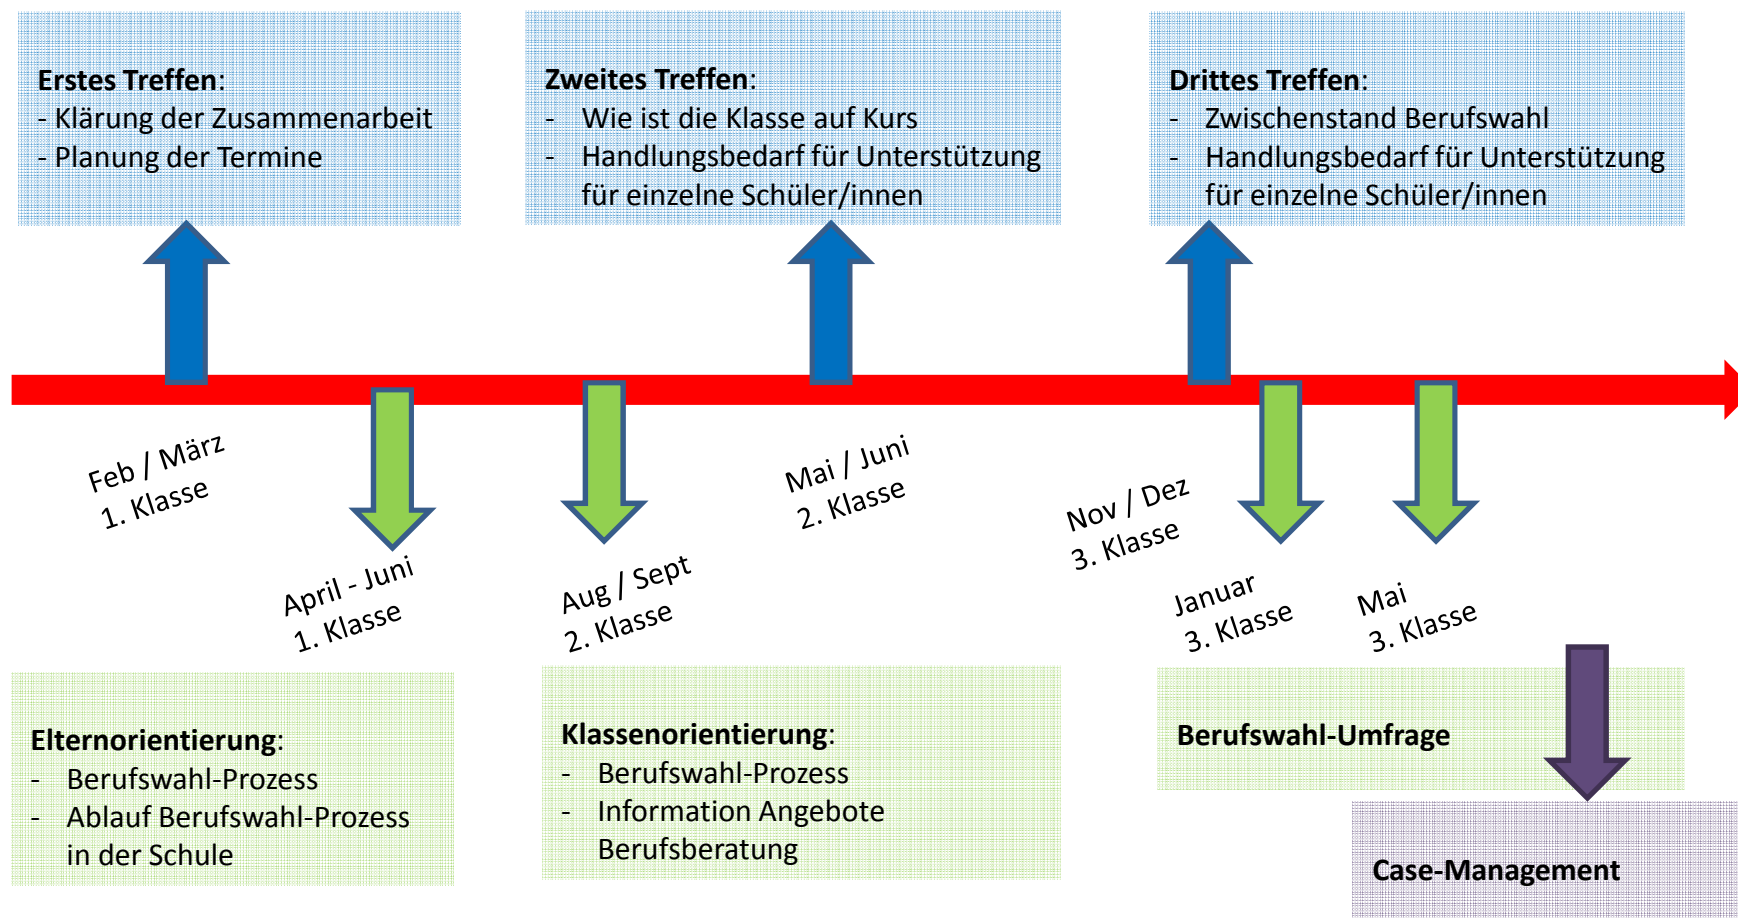 Erstes Treffen:
- Klärung der Zusammenarbeit
- Planung der Termine
Zweites Treffen:
- Wie ist die Klasse auf Kurs
- Handlungsbedarf für Unterstützung
für einzelne Schüler/innen
Drittes Treffen:
- Zwischenstand Berufswahl
- Handlungsbedarf für Unterstützung
für einzelne Schüler/innen
Feb / März
1. Klasse
April - Juni
1. Klasse
Aug / Sept
2. Klasse
Mai / Juni
2. Klasse
Nov / Dez
3. Klasse
Januar
3. Klasse
Mai
3. Klasse
Elternorientierung:
- Berufswahl-Prozess
- Ablauf Berufswahl-Prozess
in der Schule
Klassenorientierung:
- Berufswahl-Prozess
- Information Angebote
Berufsberatung
Berufswahl-Umfrage
Case-Management